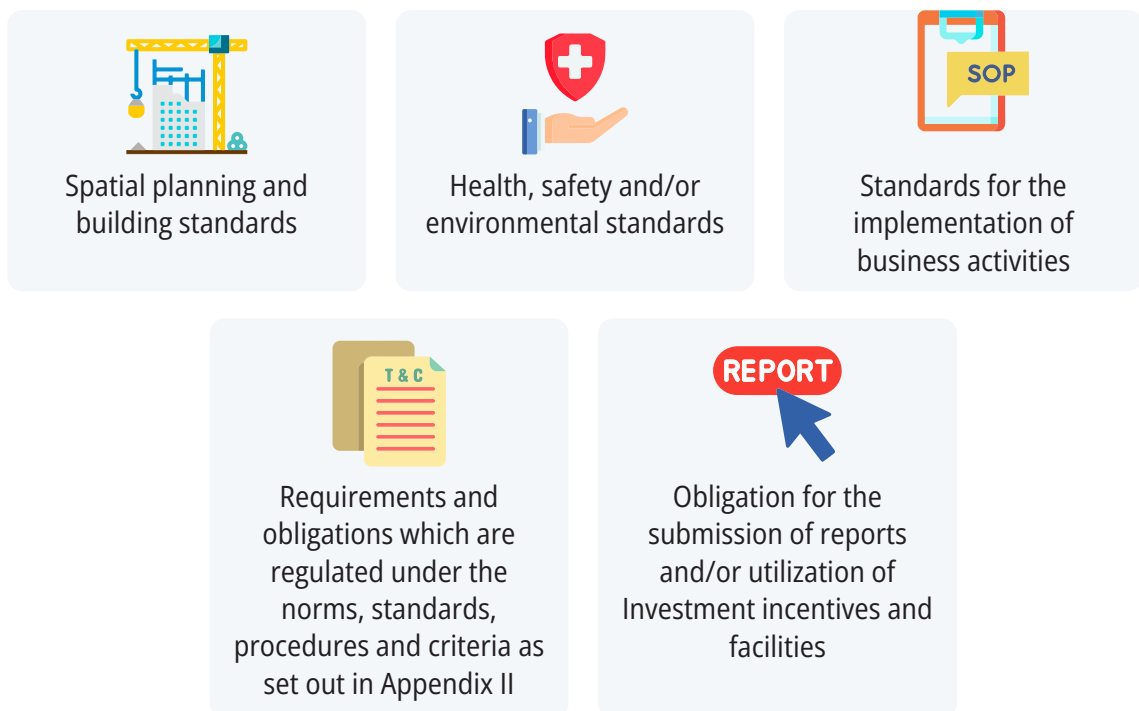 Spatial planning and
building standards
Health, safety and/or
environmental standards
SOP
Standards for the
implementation of
business activities
T & C
Requirements and
obligations which are
regulated under the
norms, standards,
procedures and criteria as
set out in Appendix II
REPORT
Obligation for the
submission of reports
and/or utilization of
Investment incentives and
facilities